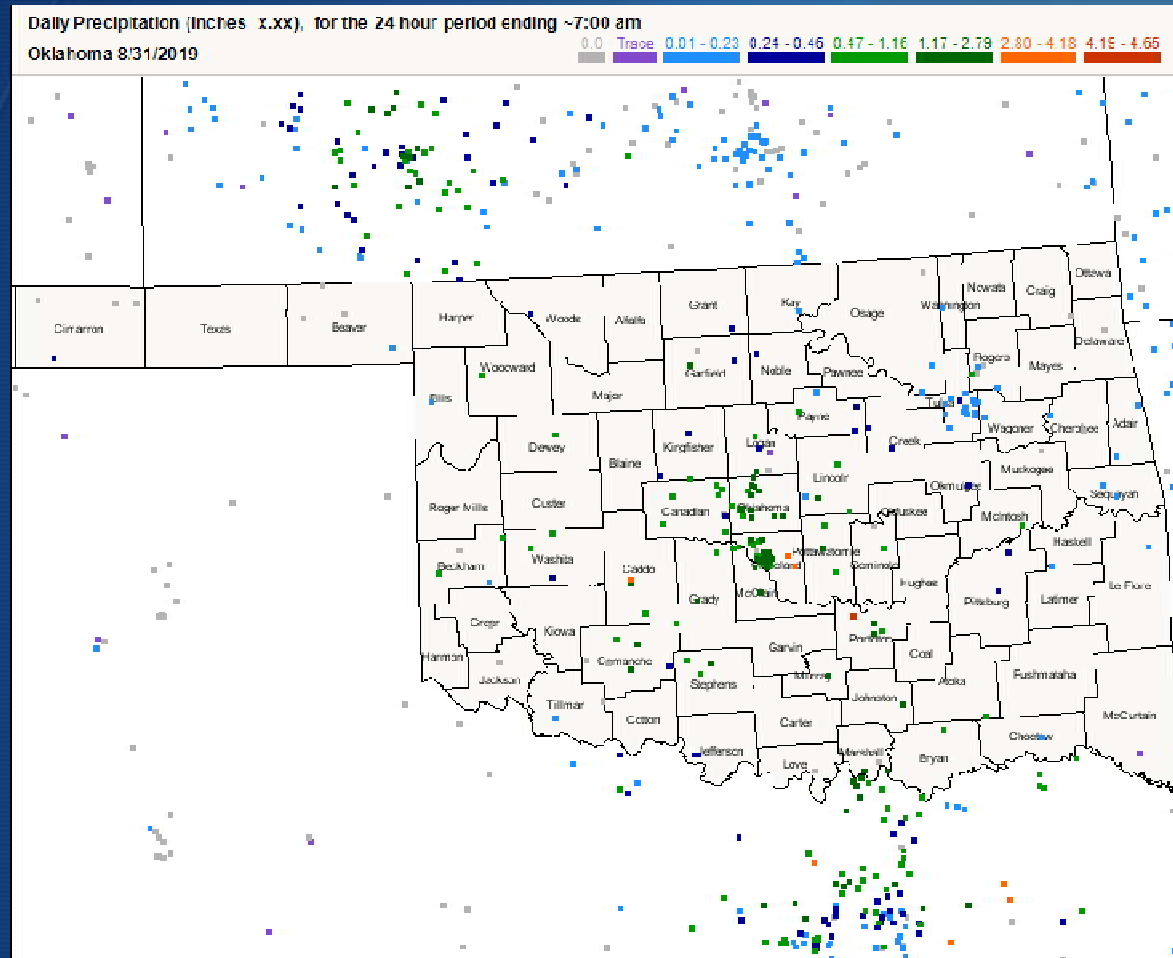 Daily Precipitation (inches x.xx), for the 24 hour period ending ~7:00 am
Oklahoma 8/31/2019
0.0 Trace 0.01 - 0.23 0.24 - 0.46 0.47 - 1.16 1.17 - 2.79 2.80 - 4.18 4.19 - 4.65
Ottawa
Nowata Craig
Kay Washington
Grant Osage
Harper Woods Alfalfa
Cimarron Texas Beaver
Delaware
Rogers Mayes
Woodward Garfield Noble Pawnee
Ellis Major Tulsa
Payne Adair
Wagoner Cherokee
Dewey Kingfisher Logan Creek
Blaine Muskogee
Lincoln Okmulgee Sequoyah
Roger Mills Custer Canadian Oklahoma Okfuskee McIntosh
Haskell
Pottawatomie
Beckham Washita Caddo Cleveland Seminole
Hughes Le Flore
Grady McClain Pittsburg Latimer
Greer Kiowa
Pontotoc
Harmon Comanche Garvin Coal
Jackson Murray Atoka Pushmataha
Stephens
Tillmar Johnston
Cotton Carter McCurtain
Jefferson Marshall Choctaw
Love Bryan